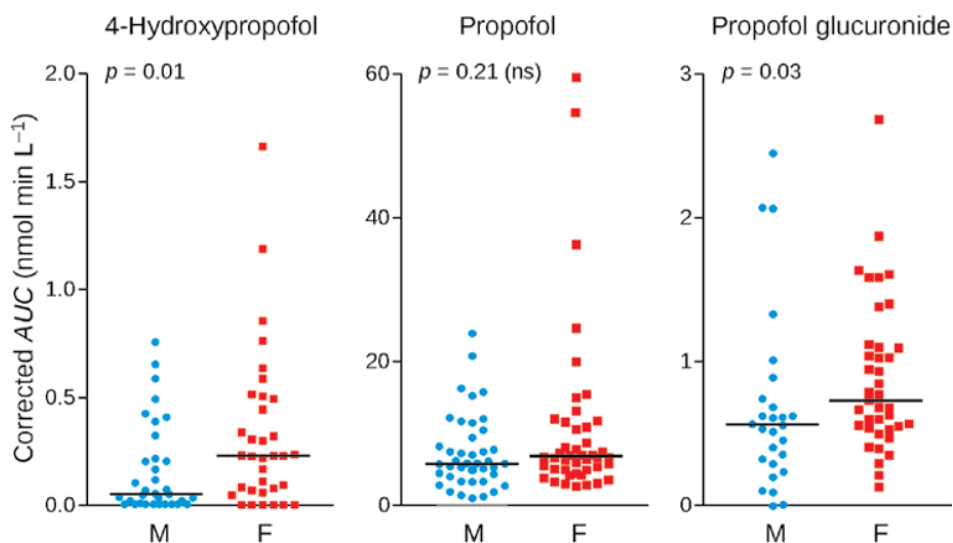 4-Hydroxypropofol
Propofol
Propofol glucuronide
Corrected AUC (nmol min L⁻¹)
p = 0.01
2.0
1.5
1.0
0.5
0.0
M
F
p = 0.21 (ns)
60
40
20
0
M
F
p = 0.03
3
2
1
0
M
F